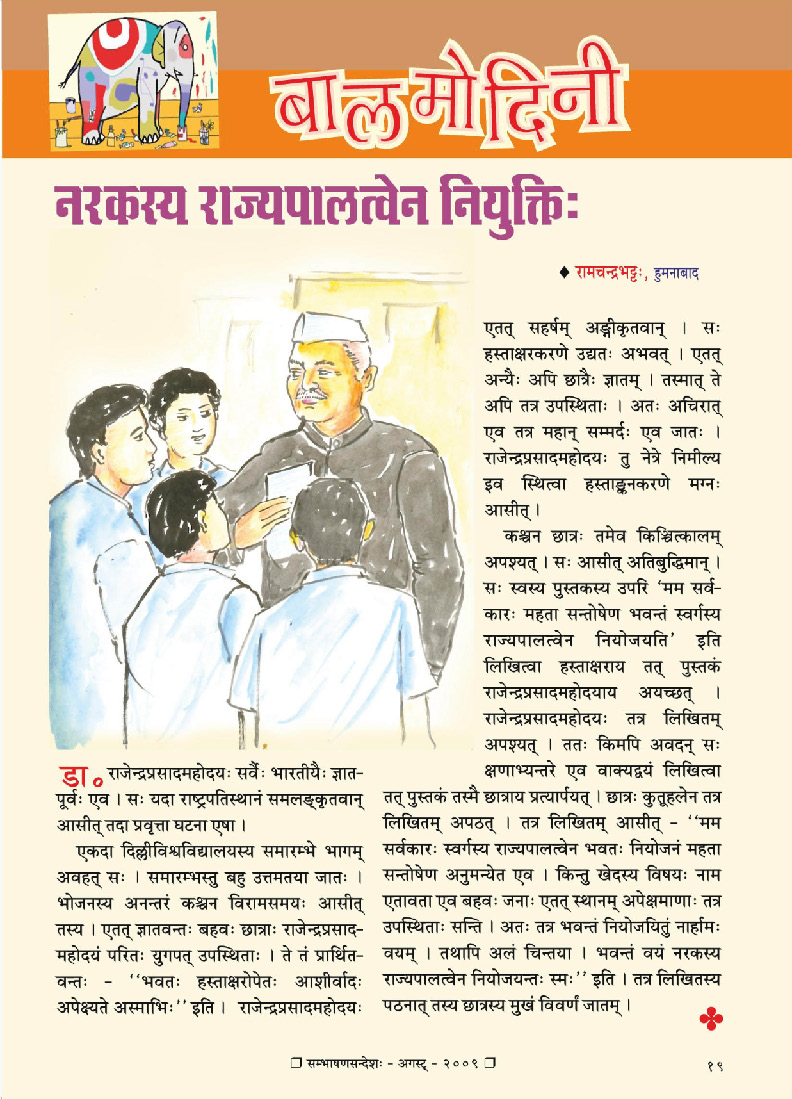 बालमोदिनी
नरकस्य राज्यपालत्वेन नियुक्तिः
♦ रामचन्द्रभट्टः, हुमनाबाद
डा. राजेन्द्रप्रसादमहोदयः सर्वैः भारतीयैः ज्ञात-
पूर्वः एव । सः यदा राष्ट्रपतिस्थानं समलङ्कृतवान्
आसीत् तदा प्रवृत्ता घटना एषा ।
एकदा दिल्लीविश्वविद्यालयस्य समारम्भे भागम्
अवहत् सः । समारम्भस्तु बहु उत्तमतया जातः ।
भोजनस्य अनन्तरं कश्चन विरामसमयः आसीत्
तस्य । एतत् ज्ञातवन्तः बहवः छात्राः राजेन्द्रप्रसाद-
महोदयं परितः युगपत् उपस्थिताः । ते तं प्रार्थित-
वन्तः - ‘‘भवतः हस्ताक्षरोपेतः आशीर्वादः
अपेक्ष्यते अस्माभिः’’ इति । राजेन्द्रप्रसादमहोदयः
एतत् सहर्षम् अङ्गीकृतवान् । सः
हस्ताक्षरकरणे उद्यतः अभवत् । एतत्
अन्यैः अपि छात्रैः ज्ञातम् । तस्मात् ते
अपि तत्र उपस्थिताः । अतः अचिरात्
एव तत्र महान् सम्मर्दः एव जातः ।
राजेन्द्रप्रसादमहोदयः तु नेत्रे निमील्य
इव स्थित्वा हस्ताङ्कनकरणे मग्नः
आसीत् ।
कश्चन छात्रः तमेव किञ्चित्कालम्
अपश्यत् । सः आसीत् अतिबुद्धिमान् ।
सः स्वस्य पुस्तकस्य उपरि ‘मम सर्व-
कारः महता सन्तोषेण भवन्तं स्वर्गस्य
राज्यपालत्वेन नियोजयति’ इति
लिखित्वा हस्ताक्षराय तत् पुस्तकं
राजेन्द्रप्रसादमहोदयाय अयच्छत् ।
राजेन्द्रप्रसादमहोदयः तत्र लिखितम्
अपश्यत् । ततः किमपि अवदन् सः
क्षणाभ्यन्तरे एव वाक्यद्वयं लिखित्वा
तत् पुस्तकं तस्मै छात्राय प्रत्यार्पयत् । छात्रः कुतूहलेन तत्र
लिखितम् अपठत् । तत्र लिखितम् आसीत् - ‘‘मम
सर्वकारः स्वर्गस्य राज्यपालत्वेन भवतः नियोजनं महता
सन्तोषेण अनुमन्येत एव । किन्तु खेदस्य विषयः नाम
एतावता एव बहवः जनाः एतत् स्थानम् अपेक्षमाणाः तत्र
उपस्थिताः सन्ति । अतः तत्र भवन्तं नियोजयितुं नार्हामः
वयम् । तथापि अलं चिन्तया । भवन्तं वयं नरकस्य
राज्यपालत्वेन नियोजयन्तः स्मः’’ इति । तत्र लिखितस्य
पठनात् तस्य छात्रस्य मुखं विवर्णं जातम् ।
❐ सम्भाषणसन्देशः - अगस्ट् - २००९ ❐
१९